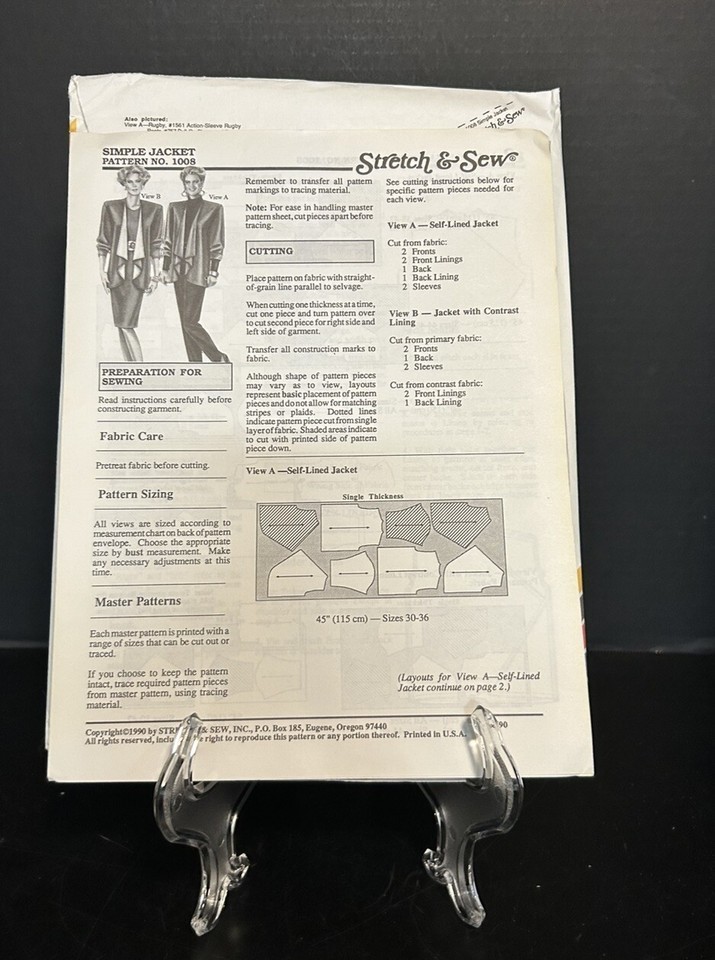 Also pictured:
View A—Rugby, #1561 Action-Sleeve Rugby
Simple Jacket
h & Sew
SIMPLE JACKET
PATTERN NO. 1008
Stretch & Sew®
View B
View A
PREPARATION FOR
SEWING
Read instructions carefully before
constructing garment.
Fabric Care
Pretreat fabric before cutting.
Pattern Sizing
All views are sized according to
measurement chart on back of pattern
envelope. Choose the appropriate
size by bust measurement. Make
any necessary adjustments at this
time.
Master Patterns
Each master pattern is printed with a
range of sizes that can be cut out or
traced.
If you choose to keep the pattern
intact, trace required pattern pieces
from master pattern, using tracing
material.
Remember to transfer all pattern
markings to tracing material.
Note: For ease in handling master
pattern sheet, cut pieces apart before
tracing.
CUTTING
Place pattern on fabric with straight-
of-grain line parallel to selvage.
When cutting one thickness at a time,
cut one piece and turn pattern over
to cut second piece for right side and
left side of garment.
Transfer all construction marks to
fabric.
Although shape of pattern pieces
may vary as to view, layouts
represent basic placement of pattern
pieces and do not allow for matching
stripes or plaids. Dotted lines
indicate pattern piece cut from single
layer of fabric. Shaded areas indicate
to cut with printed side of pattern
piece down.
See cutting instructions below for
specific pattern pieces needed for
each view.
View A — Self-Lined Jacket
Cut from fabric:
2 Fronts
2 Front Linings
1 Back
1 Back Lining
2 Sleeves
View B — Jacket with Contrast
Lining
Cut from primary fabric:
2 Fronts
1 Back
2 Sleeves
Cut from contrast fabric:
2 Front Linings
1 Back Lining
View A —Self-Lined Jacket
Single Thickness
45" (115 cm) — Sizes 30-36
(Layouts for View A—Self-Lined
Jacket continue on page 2.)
Copyright©1990 by STR & SEW, INC., P.O. Box 185, Eugene, Oregon 97440
90
All rights reserved, inclu e right to reproduce this pattern or any portion thereof. Printed in U.S.A.